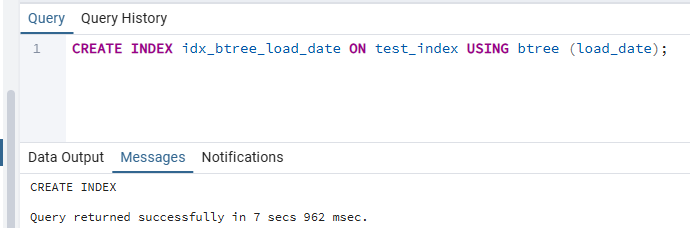 Query Query History
1 CREATE INDEX idx_btree_load_date ON test_index USING btree (load_date);
Data Output Messages Notifications
CREATE INDEX
Query returned successfully in 7 secs 962 msec.